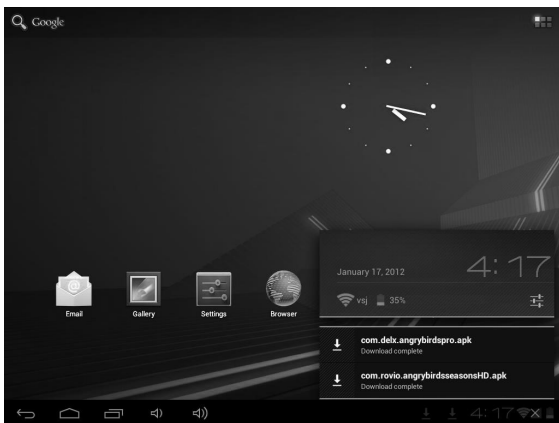 Google
January 17, 2012
4:17
vsj 35%
Email
Gallery
Settings
Browser
com.delx.angrybirdspro.apk
Download complete
com.rovio.angrybirdsseasonsHD.apk
Download complete
4:17